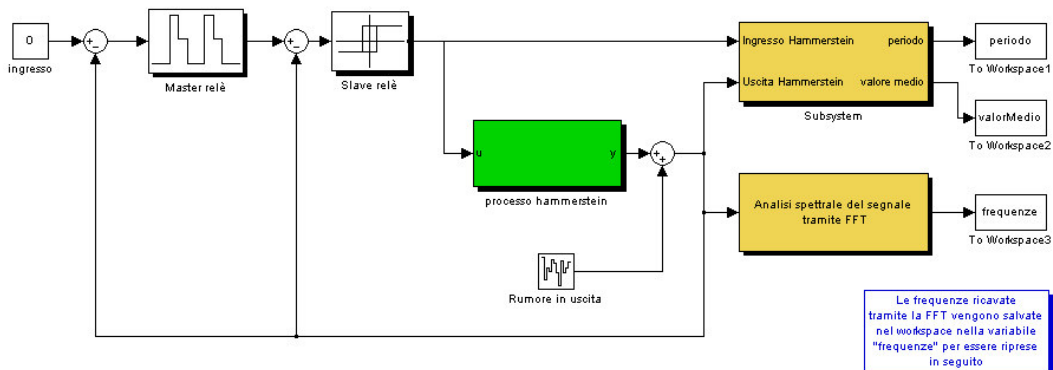 0
ingresso
Master relè
Slave relè
Ingresso Hammerstein
periodo
Uscita Hammerstein
valore medio
Subsystem
periodo
To Workspace1
valorMedio
To Workspace2
u
y
processo hammerstein
Rumore in uscita
Analisi spettrale del segnale
tramite FFT
frequenze
To Workspace3
Le frequenze ricavate
tramite la FFT vengono salvate
nel workspace nella variabile
"frequenze" per essere riprese
in seguito